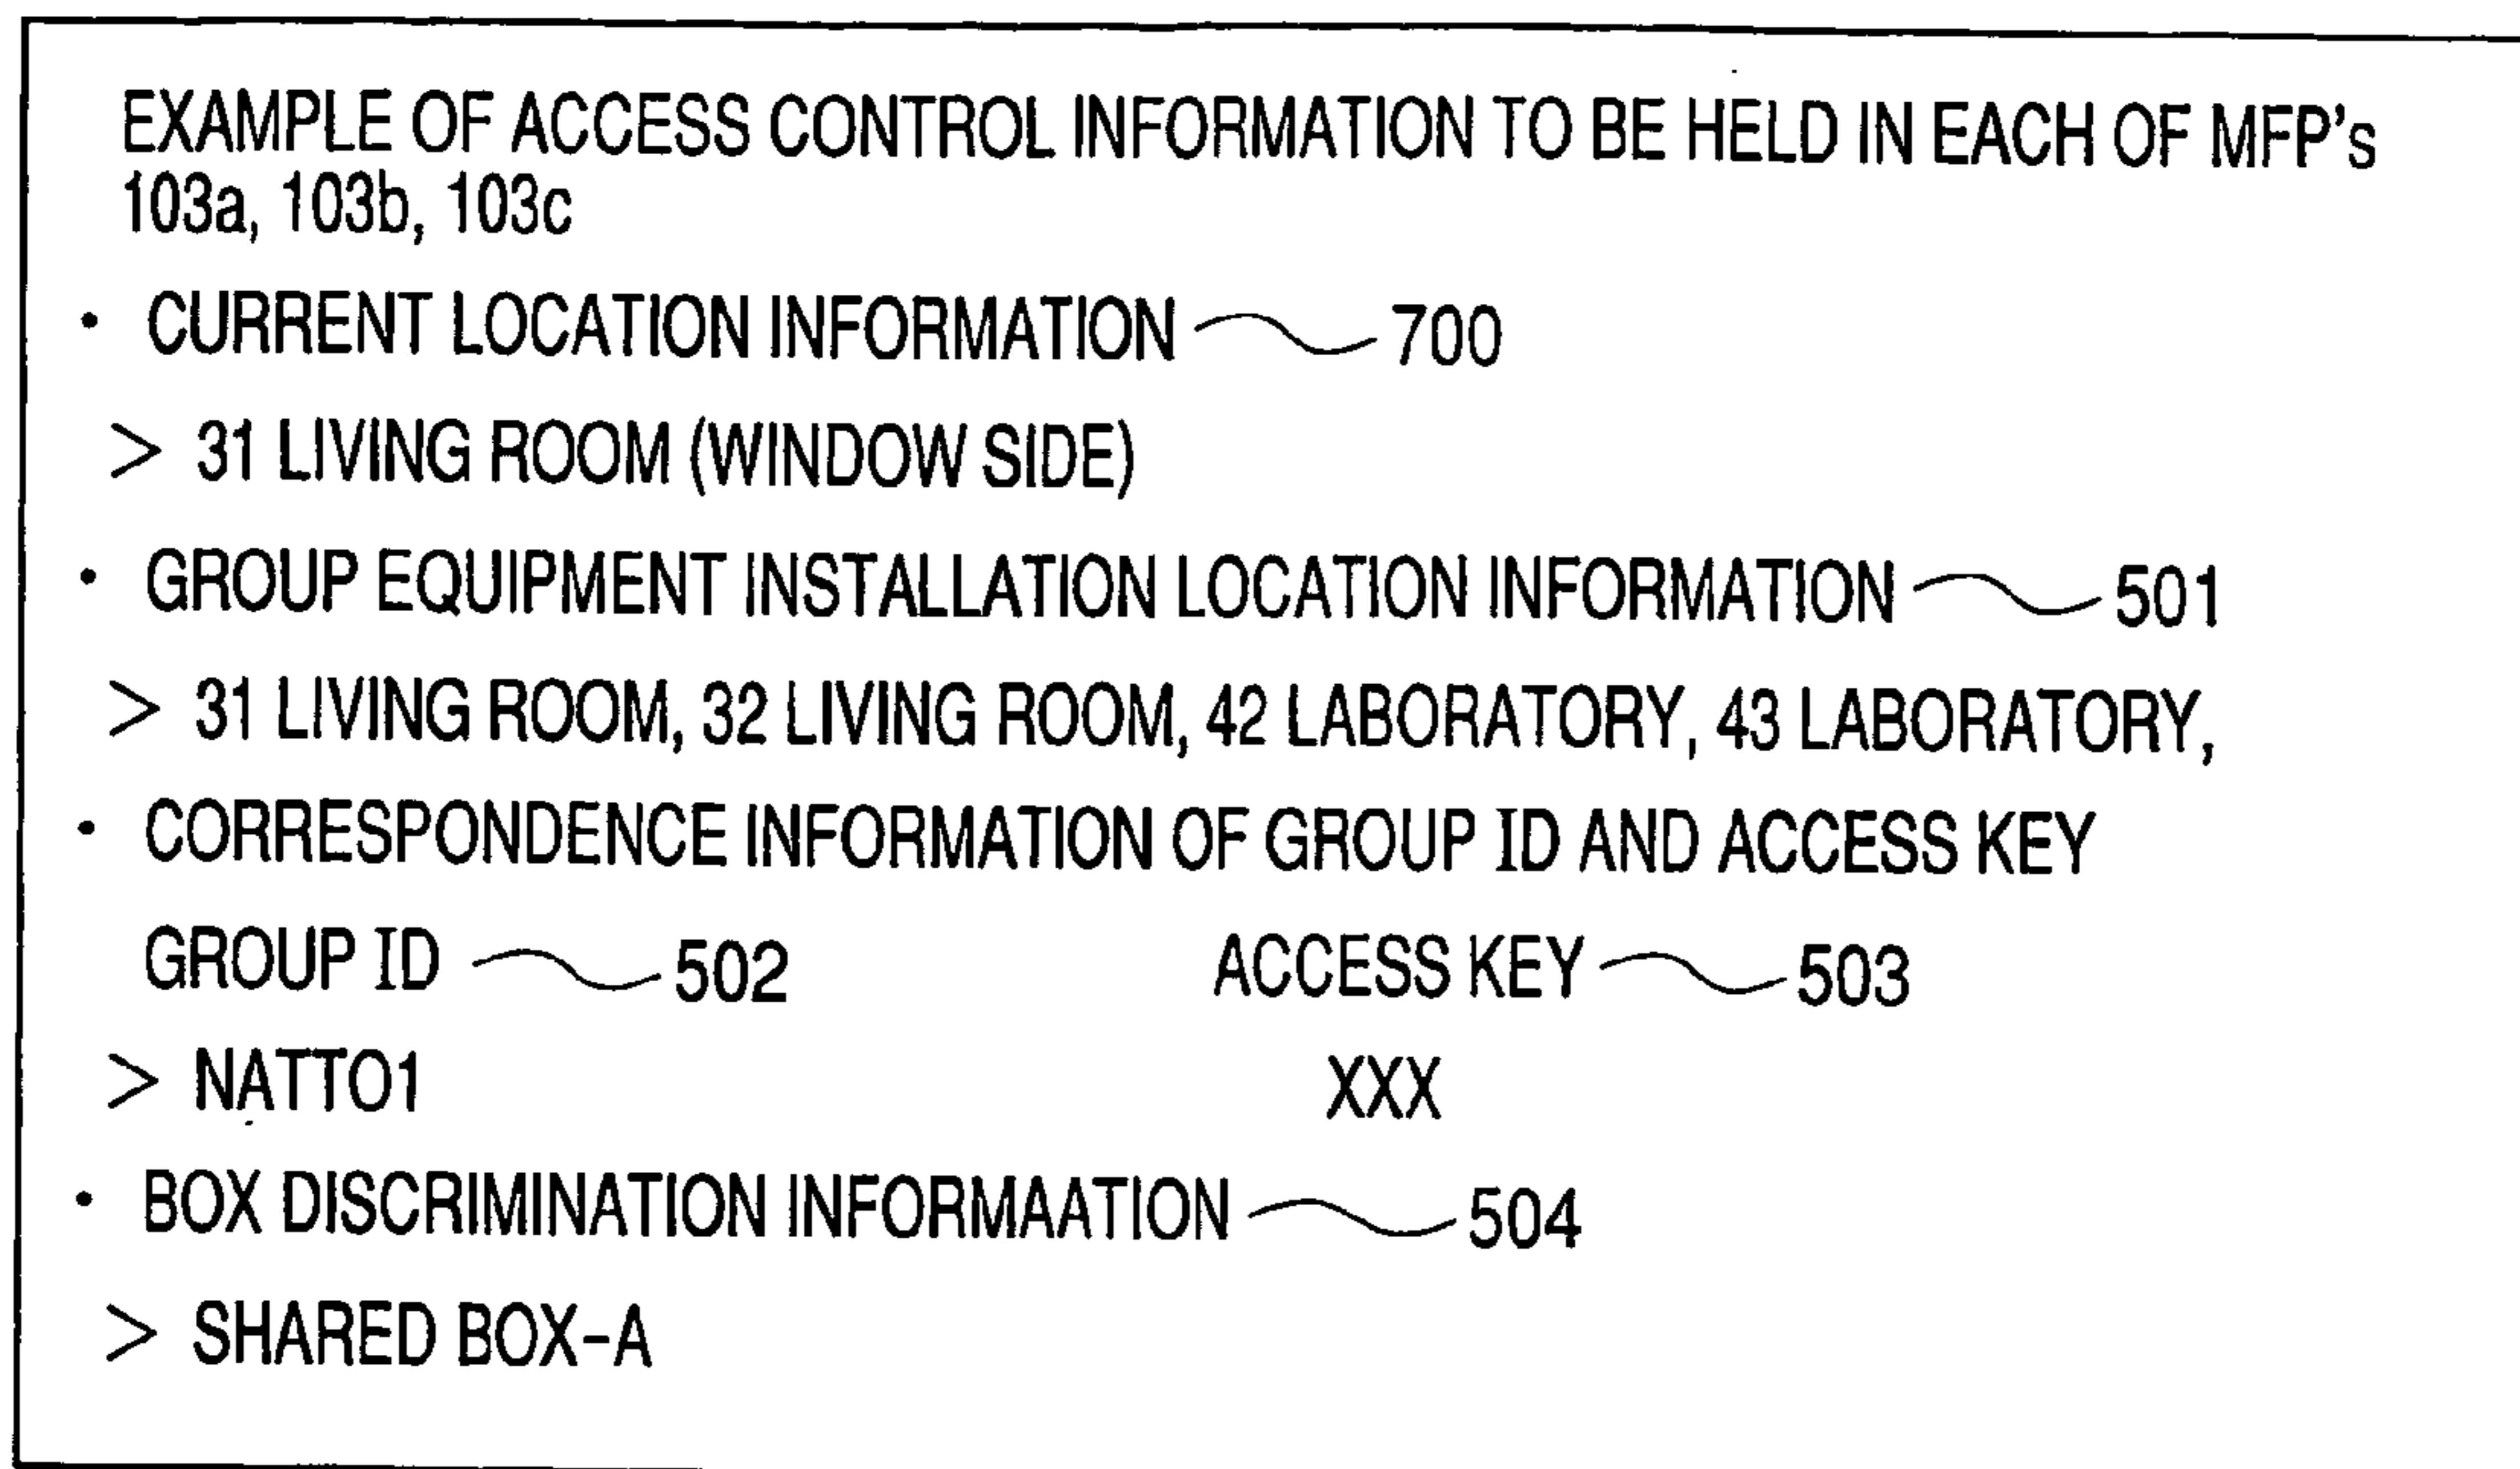 EXAMPLE OF ACCESS CONTROL INFORMATION TO BE HELD IN EACH OF MFP's
103a, 103b, 103c
• CURRENT LOCATION INFORMATION 700
> 31 LIVING ROOM (WINDOW SIDE)
• GROUP EQUIPMENT INSTALLATION LOCATION INFORMATION 501
> 31 LIVING ROOM, 32 LIVING ROOM, 42 LABORATORY, 43 LABORATORY,
• CORRESPONDENCE INFORMATION OF GROUP ID AND ACCESS KEY
GROUP ID 502 ACCESS KEY 503
> NATTO1 XXX
• BOX DISCRIMINATION INFORMAATION 504
> SHARED BOX-A